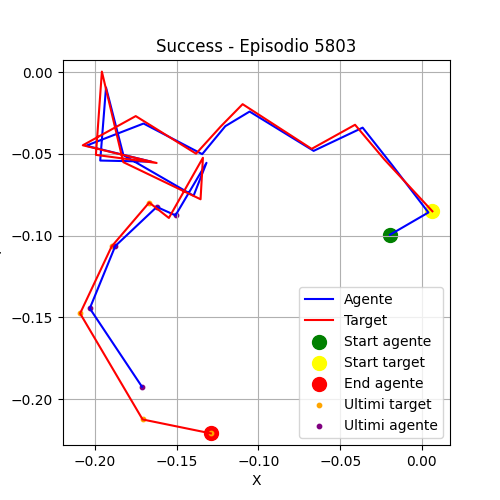 Success - Episodio 5803
0.00
−0.05
−0.10
−0.15
−0.20
Agente
Target
Start agente
Start target
End agente
Ultimi target
Ultimi agente
−0.20 −0.15 −0.10 −0.05 0.00
X